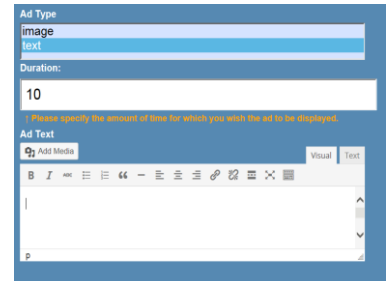 Ad Type
image
text
Duration:
10
↑ Please specify the amount of time for which you wish the ad to be displayed.
Ad Text
Add Media
Visual Text
B I ABC
p